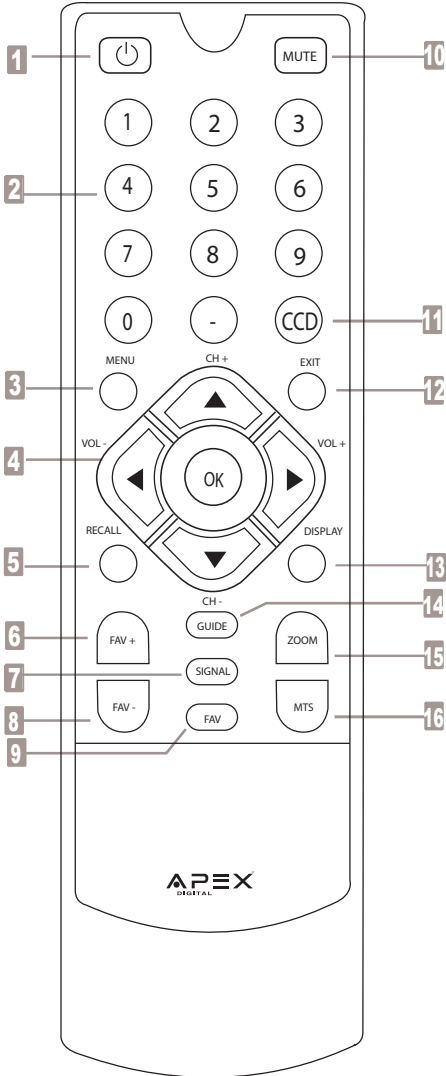 1
MUTE
10
1
2
3
2
4
5
6
7
8
9
0
-
CCD
11
MENU
CH +
EXIT
3
12
VOL -
VOL +
4
OK
RECALL
DISPLAY
5
13
CH -
14
6
FAV +
GUIDE
ZOOM
15
7
SIGNAL
8
FAV -
MTS
16
9
FAV
APEX
DIGITAL